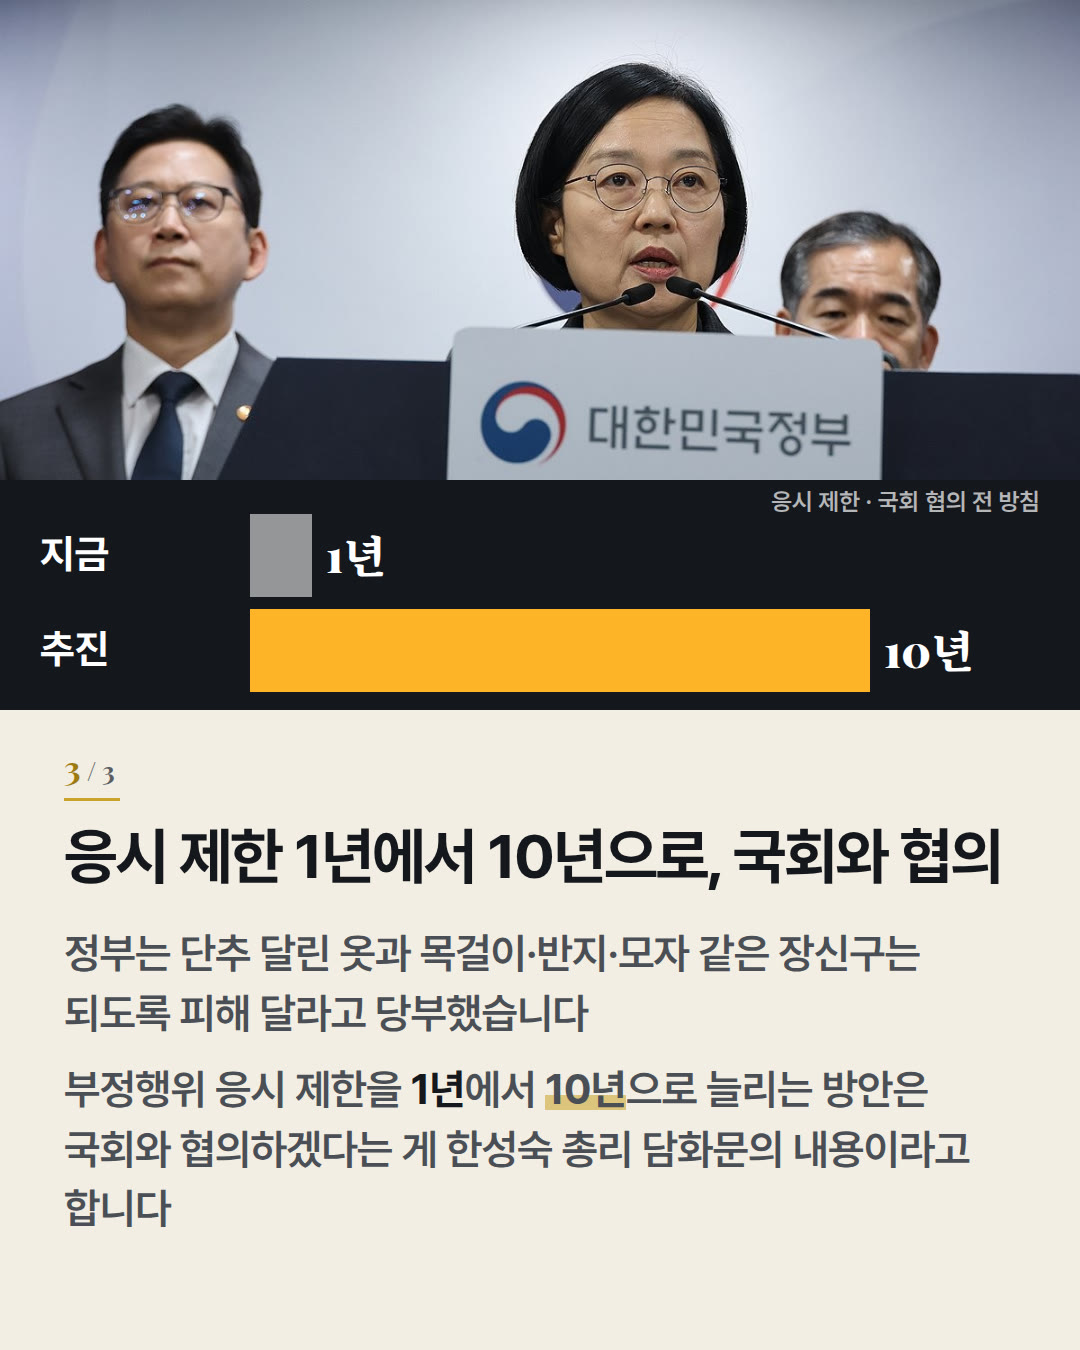 대한민국정부
응시 제한 · 국회 협의 전 방침
지금
1년
추진
10년
3 / 3
응시 제한 1년에서 10년으로, 국회와 협의
정부는 단추 달린 옷과 목걸이·반지·모자 같은 장신구는
되도록 피해 달라고 당부했습니다
부정행위 응시 제한을 1년에서 10년으로 늘리는 방안은
국회와 협의하겠다는 게 한성숙 총리 담화문의 내용이라고
합니다